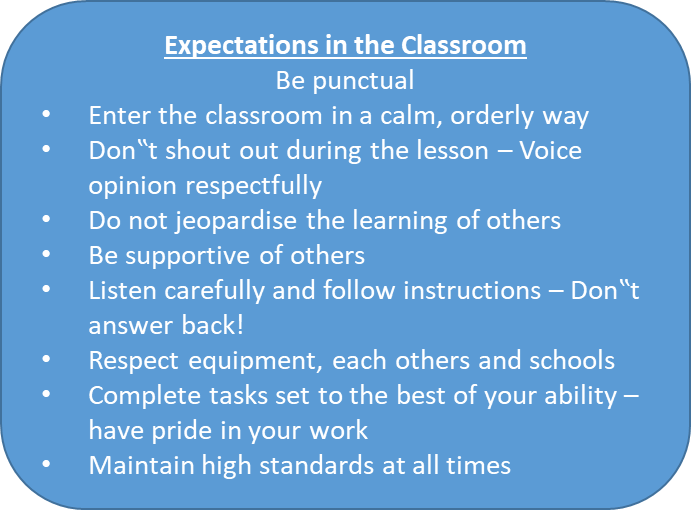 Expectations in the Classroom
Be punctual
• Enter the classroom in a calm, orderly way
• Don‟t shout out during the lesson – Voice
opinion respectfully
• Do not jeopardise the learning of others
• Be supportive of others
• Listen carefully and follow instructions – Don‟t
answer back!
• Respect equipment, each others and schools
• Complete tasks set to the best of your ability –
have pride in your work
• Maintain high standards at all times